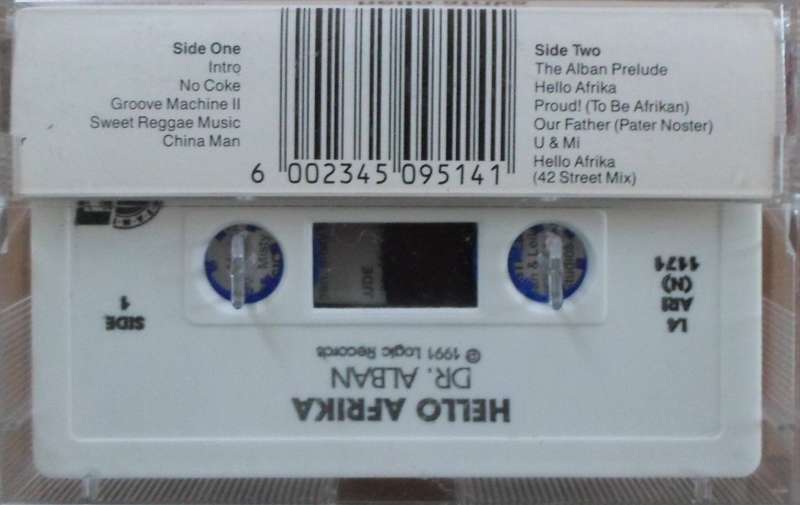 Side One
Intro
No Coke
Groove Machine II
Sweet Reggae Music
China Man
6 002345 095141
Side Two
The Alban Prelude
Hello Afrika
Proud! (To Be Afrikan)
Our Father (Pater Noster)
U & Mi
Hello Afrika
(42 Street Mix)
HELLO AFRIKA
DR. ALBAN
℗ 1991 Logic Records
SIDE
1
L4
ARI
(N)
1171